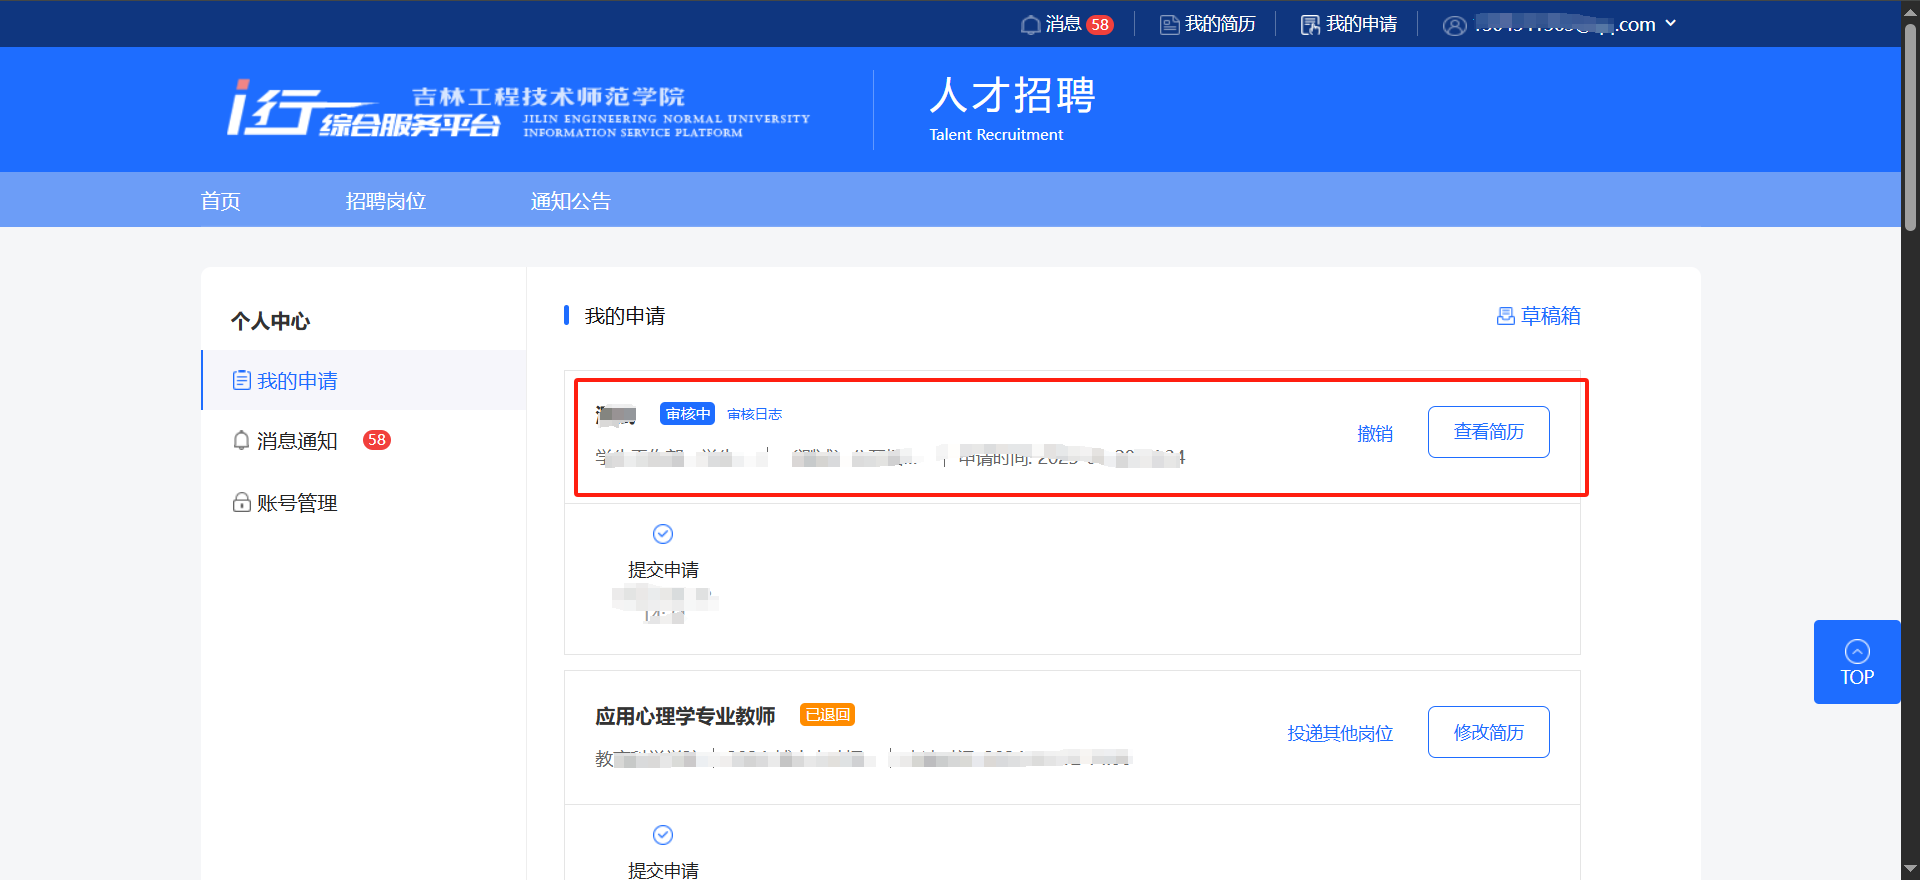 消息 58 我的简历 我的申请 .com
i行 综合服务平台
吉林工程技术师范学院
JILIN ENGINEERING NORMAL UNIVERSITY
INFORMATION SERVICE PLATFORM
人才招聘
Talent Recruitment
首页 招聘岗位 通知公告
个人中心
我的申请
消息通知 58
账号管理
我的申请 草稿箱
审核中 审核日志
撤销 查看简历
申请时间:
提交申请
应用心理学专业教师 已退回
投递其他岗位 修改简历
提交申请
TOP